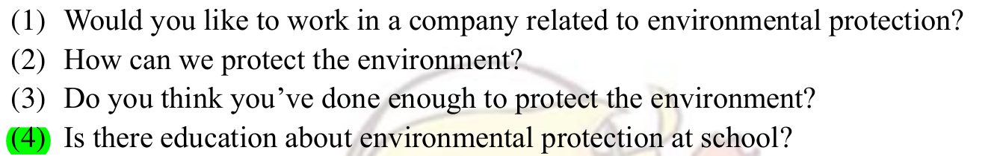 (1) Would you like to work in a company related to environmental protection?
(2) How can we protect the environment?
(3) Do you think you’ve done enough to protect the environment?
(4) Is there education about environmental protection at school?